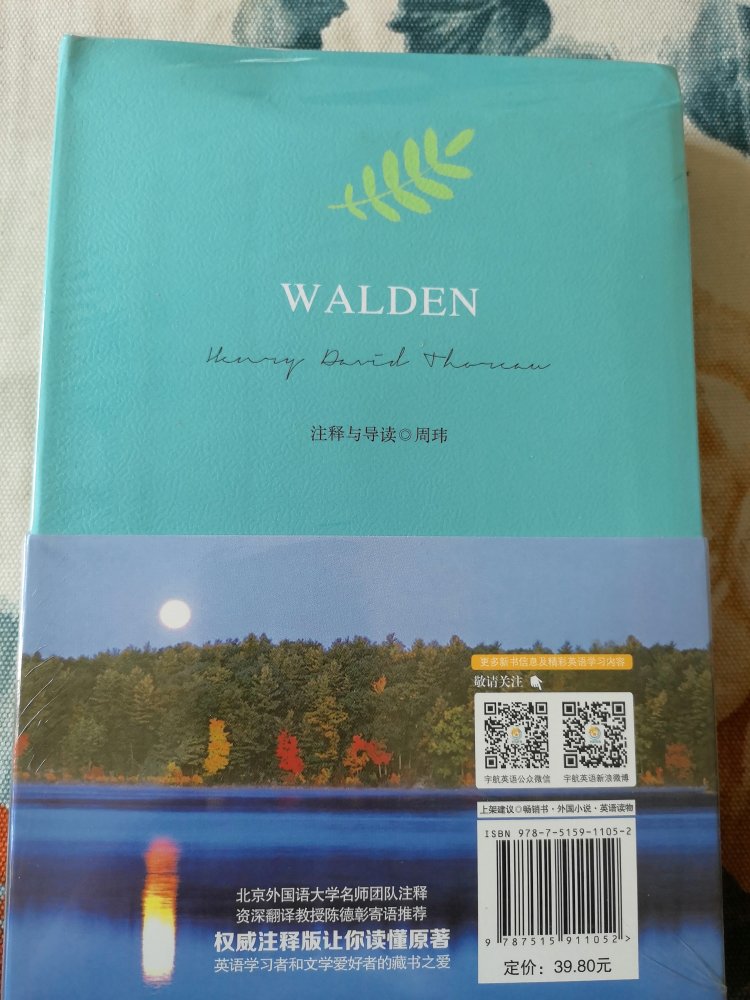 WALDEN
Henry David Thoreau
注释与导读◎周玮
更多新书信息及精彩英语学习内容
敬请关注
宇航英语公众微信 宇航英语新浪微博
上架建议◎畅销书·外国小说·英语读物
ISBN 978-7-5159-1105-2
9 787515 911052 >
定价：39.80元
北京外国语大学名师团队注释
资深翻译教授陈德彰寄语推荐
权威注释版让你读懂原著
英语学习者和文学爱好者的藏书之爱